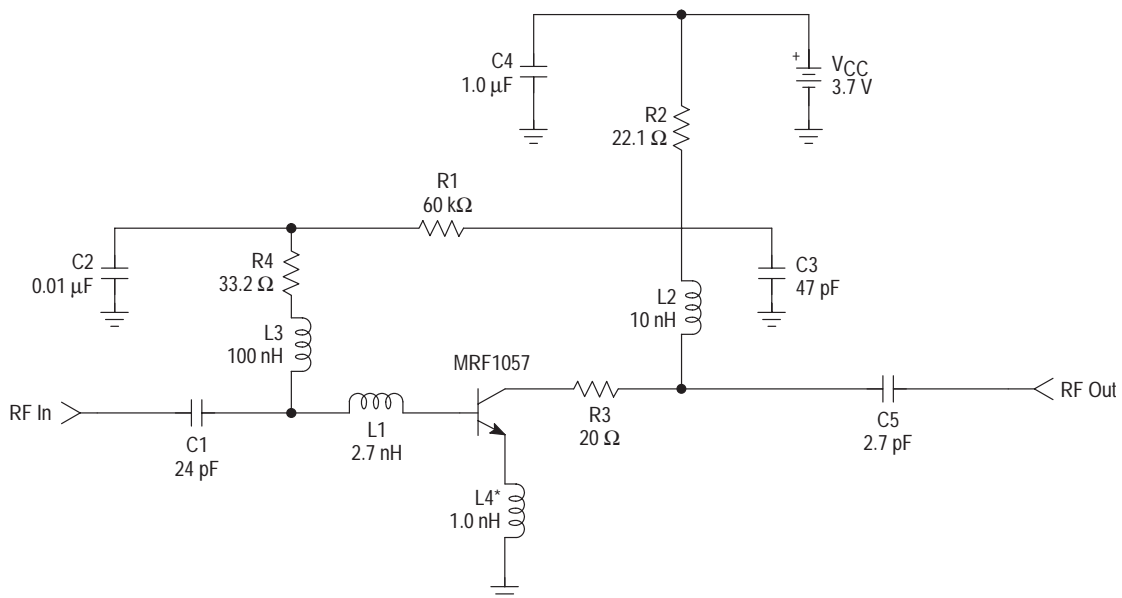 C4
1.0 μF
+
VCC
3.7 V
R2
22.1 Ω
R1
60 kΩ
C2
0.01 μF
R4
33.2 Ω
C3
47 pF
L2
10 nH
L3
100 nH
MRF1057
RF In
C1
24 pF
L1
2.7 nH
R3
20 Ω
C5
2.7 pF
RF Out
L4*
1.0 nH